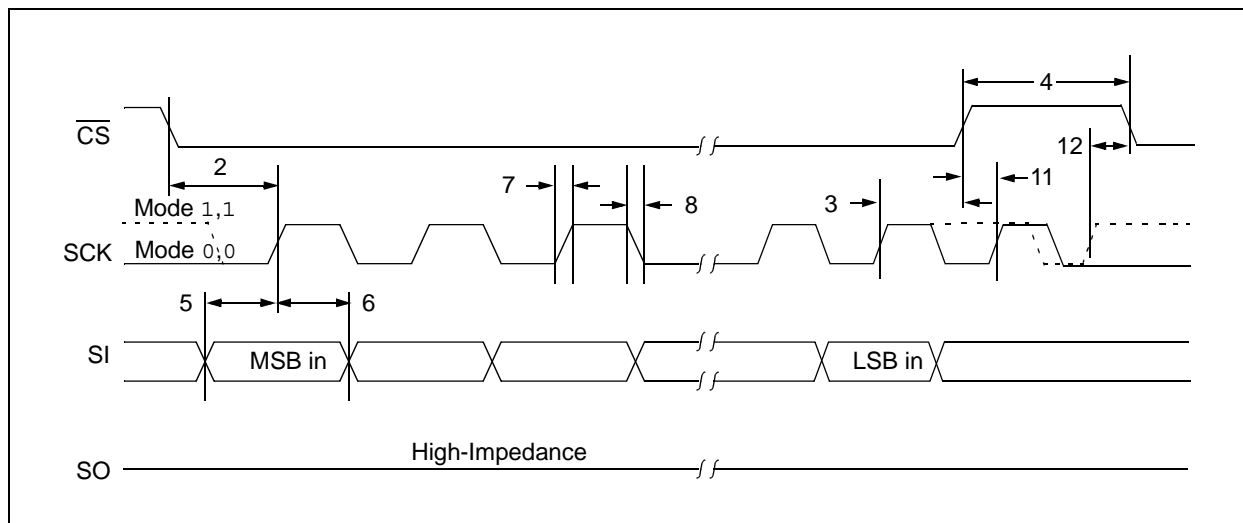 4
CS
12
2
11
7
8
3
Mode 1,1
SCK
Mode 0,0
5
6
SI
MSB in
LSB in
High-Impedance
SO